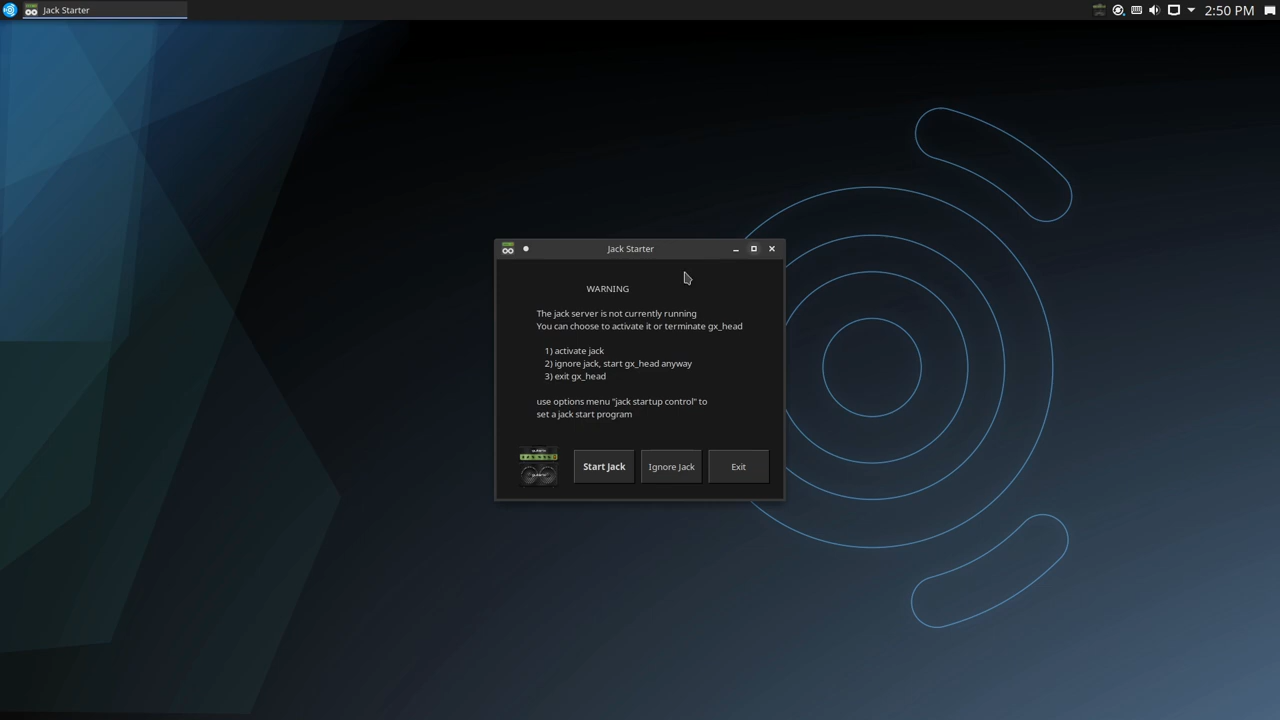 Jack Starter
2:50 PM
Jack Starter
WARNING
The jack server is not currently running
You can choose to activate it or terminate gx_head
1) activate jack
2) ignore jack, start gx_head anyway
3) exit gx_head
use options menu "jack startup control" to
set a jack start program
Start Jack
Ignore Jack
Exit